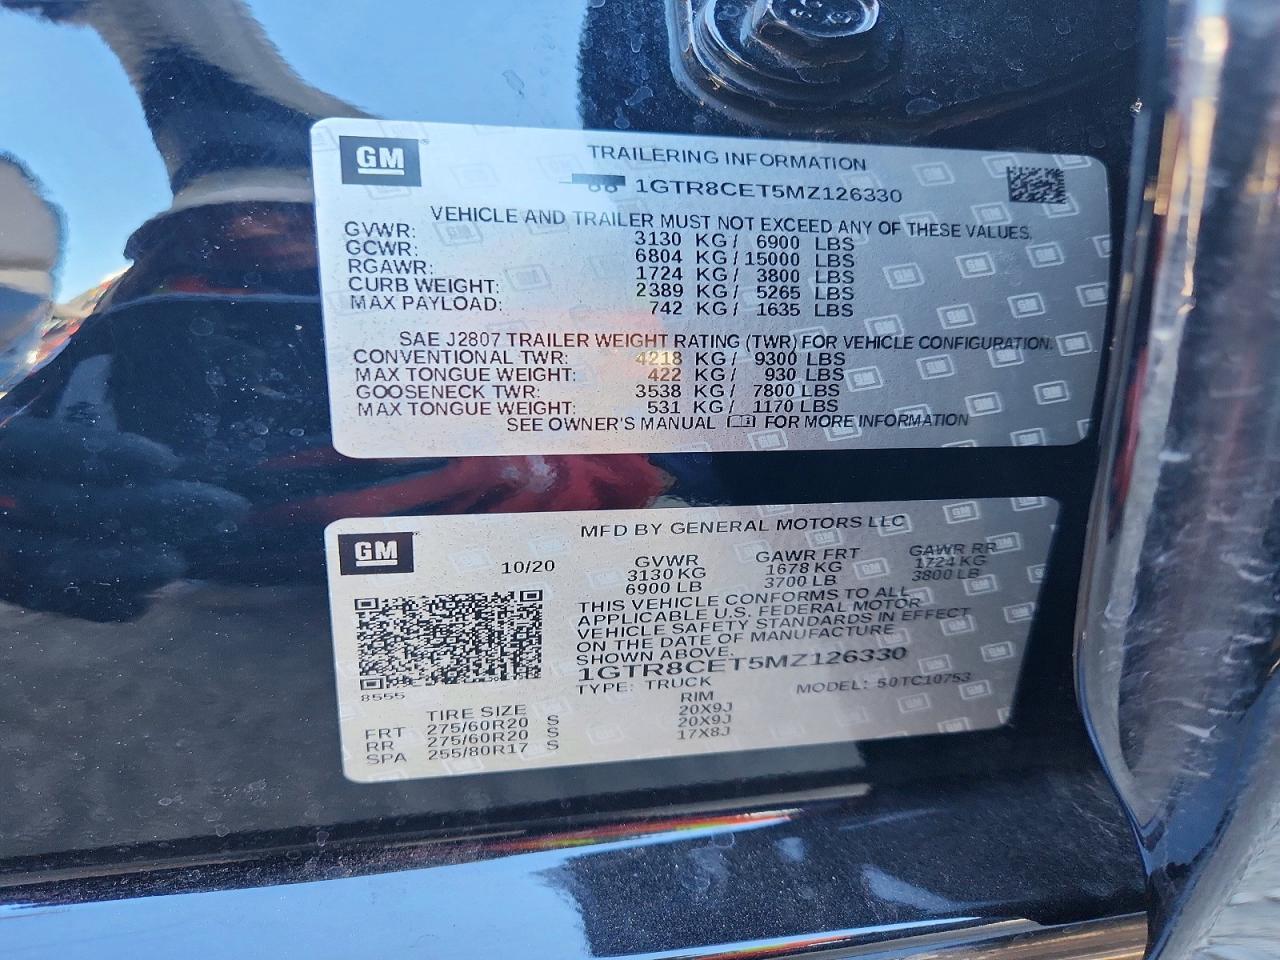 GM
TRAILERING INFORMATION
1GTR8CET5MZ126330
VEHICLE AND TRAILER MUST NOT EXCEED ANY OF THESE VALUES.
GVWR: 3130 KG / 6900 LBS
GCWR: 6804 KG / 15000 LBS
RGAWR: 1724 KG / 3800 LBS
CURB WEIGHT: 2389 KG / 5265 LBS
MAX PAYLOAD: 742 KG / 1635 LBS
SAE J2807 TRAILER WEIGHT RATING (TWR) FOR VEHICLE CONFIGURATION.
CONVENTIONAL TWR: 4218 KG / 9300 LBS
MAX TONGUE WEIGHT: 422 KG / 930 LBS
GOOSENECK TWR: 3538 KG / 7800 LBS
MAX TONGUE WEIGHT: 531 KG / 1170 LBS
SEE OWNER'S MANUAL FOR MORE INFORMATION
GM
MFD BY GENERAL MOTORS LLC
10/20 GVWR GAWR FRT GAWR RR
3130 KG 1678 KG 1724 KG
6900 LB 3700 LB 3800 LB
THIS VEHICLE CONFORMS TO ALL
APPLICABLE U.S. FEDERAL MOTOR
VEHICLE SAFETY STANDARDS IN EFFECT
ON THE DATE OF MANUFACTURE
SHOWN ABOVE.
1GTR8CET5MZ126330
8555
TYPE: TRUCK MODEL: 50TC10753
TIRE SIZE RIM
FRT 275/60R20 S 20X9J
RR 275/60R20 S 20X9J
SPA 255/80R17 S 17X8J